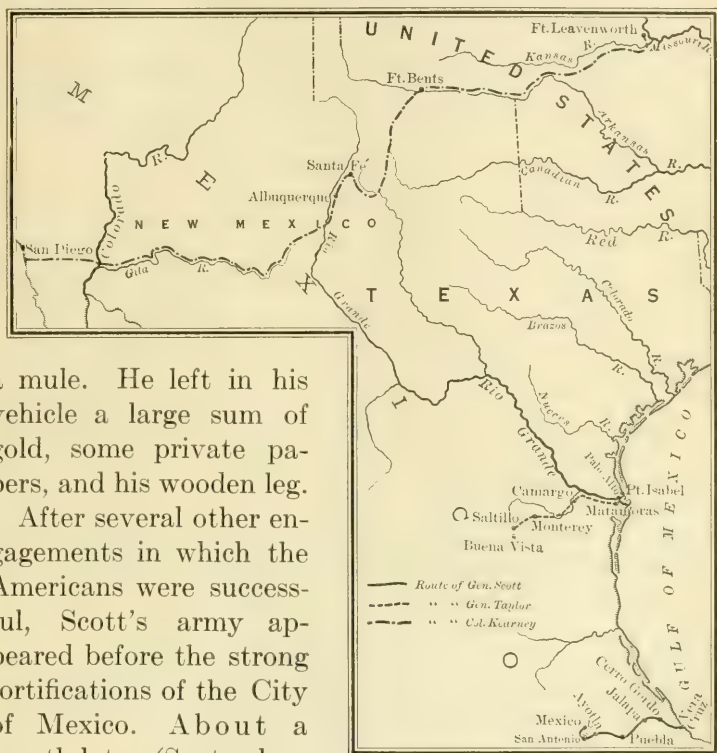 UNITED STATES
Ft. Leavenworth
Kansas R.
Missouri R.
Ft. Bents
Arkansas R.
MEXICO
R.
Colorado
Santa Fé
Albuquerque
Canadian R.
NEW MEXICO
Red R.
San Diego
Gila R.
Rio Grande
TEXAS
Colorado R.
Brazos R.
Nueces R.
Rio Grande
Palo Alto
Pt. Isabel
Camargo
Matamoras
Saltillo
Monterey
Buena Vista
GULF OF MEXICO
Route of Gen. Scott
" " Gen. Taylor
" " Col. Kearney
Cerro Gordo
Jalapa
Vera Cruz
Ayotla
Mexico
San Antonio
Puebla
mule. He left in his
vehicle a large sum of
gold, some private pa-
pers, and his wooden leg.
After several other en-
gagements in which the
Americans were success-
ul, Scott's army ap-
peared before the strong
ortifications of the City
of Mexico. About a